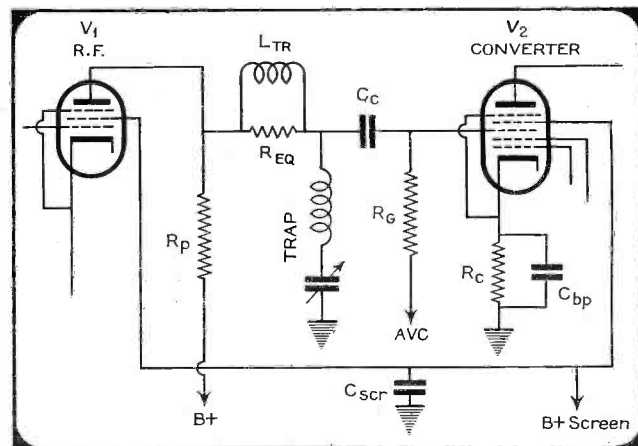 V1
R.F.
LTR
V2
CONVERTER
CC
REQ
RP
TRAP
RG
RC
Cbp
AVC
Cscr
B+
B+ Screen